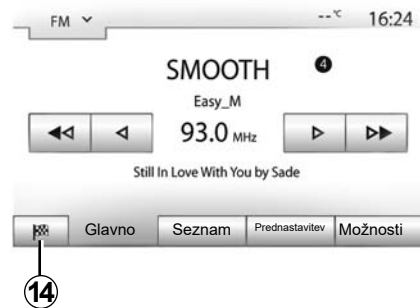 FM --°C 16:24
SMOOTH 4
Easy_M
93.0 MHz
Still In Love With You by Sade
Glavno Seznam Prednastavitev Možnosti
14